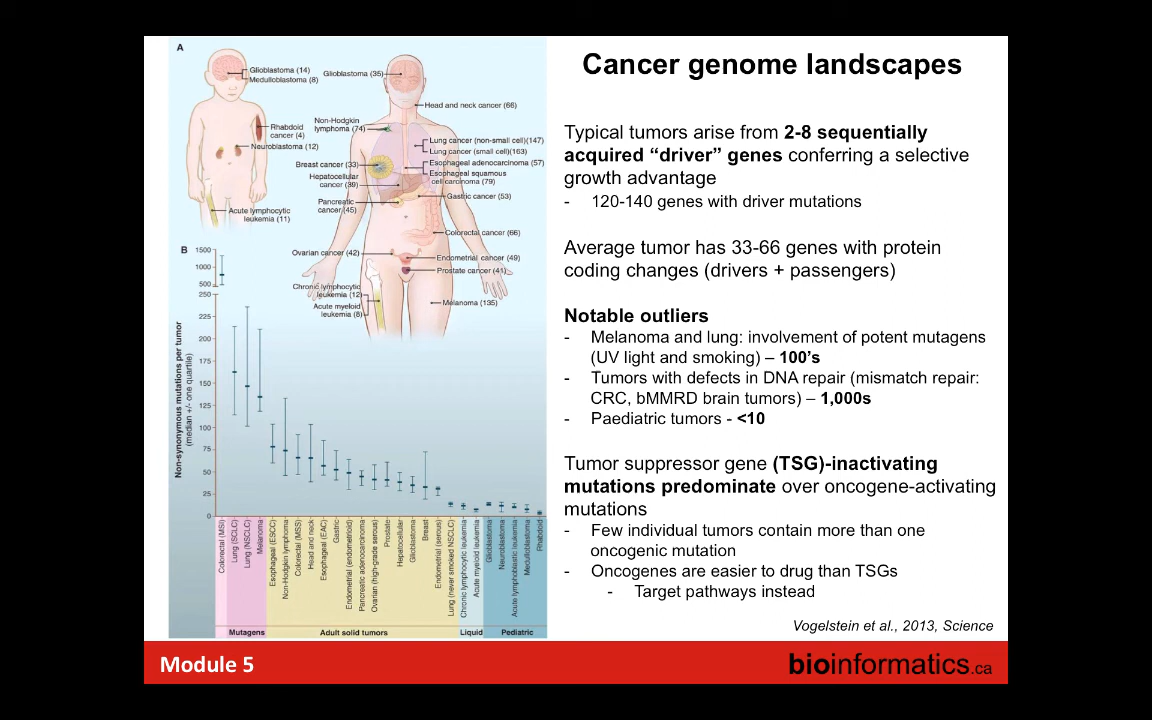 Cancer genome landscapes
A
Glioblastoma (14)
Medulloblastoma (8)
Rhabdoid
cancer (4)
Neuroblastoma (12)
Acute lymphocytic
leukemia (11)
Glioblastoma (35)
Head and neck cancer (66)
Non-Hodgkin
lymphoma (74)
Lung cancer (non-small cell)(147)
Lung cancer (small cell)(163)
Esophageal adenocarcinoma (57)
Esophageal squamous
cell carcinoma (79)
Breast cancer (33)
Hepatocellular
cancer (39)
Gastric cancer (53)
Pancreatic
cancer (45)
Colorectal cancer (66)
Ovarian cancer (42)
Endometrial cancer (49)
Prostate cancer (41)
Chronic lymphocytic
leukemia (12)
Acute myeloid
leukemia (8)
Melanoma (135)
B
1500
1000
500
250
225
200
175
150
125
100
75
50
25
0
Non-synonymous mutations per tumor
(median +/- one quartile)
Colorectal (MSI)
Lung (SCLC)
Lung (NSCLC)
Melanoma
Esophageal (ESCC)
Non-Hodgkin lymphoma
Colorectal (MSS)
Head and neck
Esophageal (EAC)
Gastric
Endometrial (endometrioid)
Pancreatic adenocarcinoma
Ovarian (high-grade serous)
Prostate
Hepatocellular
Glioblastoma
Breast
Endometrial (serous)
Lung (never smoked NSCLC)
Chronic lymphocytic leukemia
Acute myeloid leukemia
Glioblastoma
Neuroblastoma
Acute lymphoblastic leukemia
Medulloblastoma
Rhabdoid
Mutagens
Adult solid tumors
Liquid
Pediatric
Typical tumors arise from 2-8 sequentially
acquired “driver” genes conferring a selective
growth advantage
- 120-140 genes with driver mutations
Average tumor has 33-66 genes with protein
coding changes (drivers + passengers)
Notable outliers
- Melanoma and lung: involvement of potent mutagens
(UV light and smoking) – 100’s
- Tumors with defects in DNA repair (mismatch repair:
CRC, bMMRD brain tumors) – 1,000s
- Paediatric tumors - <10
Tumor suppressor gene (TSG)-inactivating
mutations predominate over oncogene-activating
mutations
- Few individual tumors contain more than one
oncogenic mutation
- Oncogenes are easier to drug than TSGs
- Target pathways instead
Vogelstein et al., 2013, Science
Module 5
bioinformatics.ca